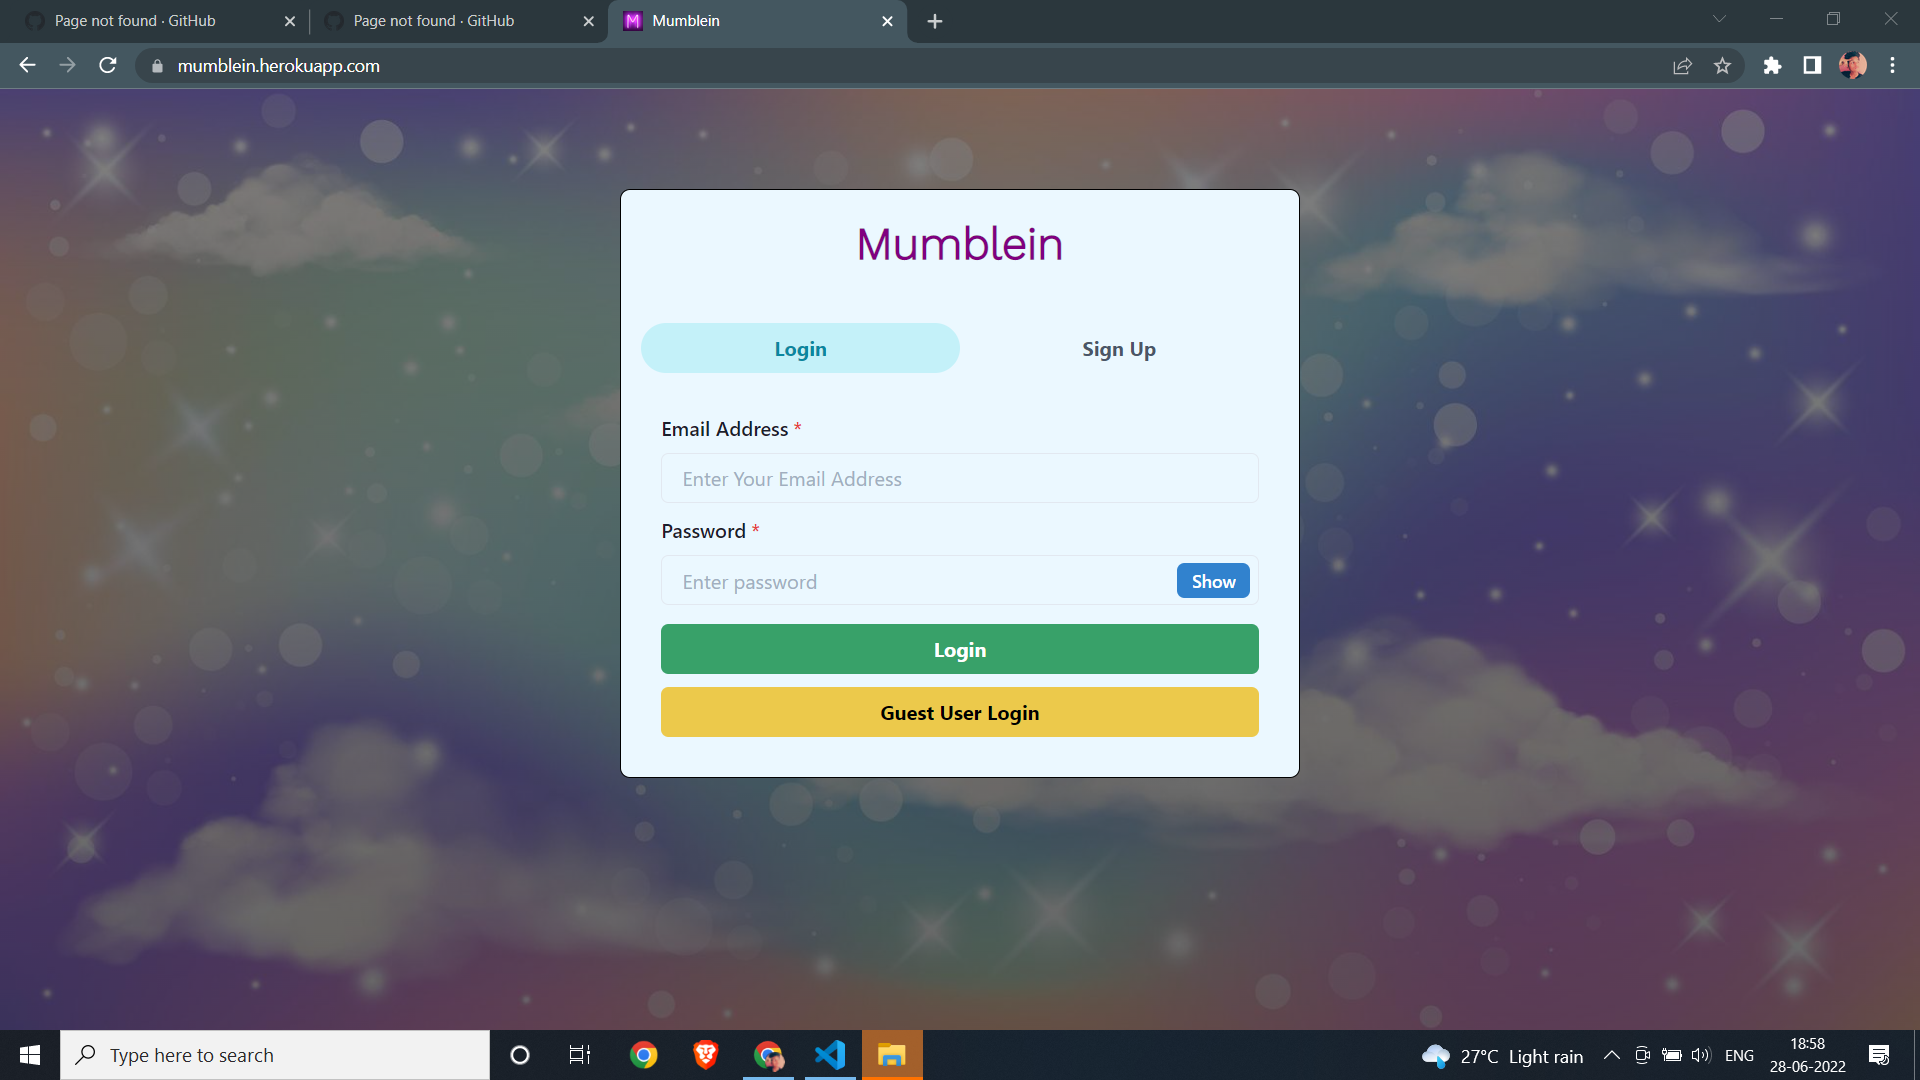 Page not found · GitHub
Page not found · GitHub
M Mumblein
mumblein.herokuapp.com
Mumblein
Login
Sign Up
Email Address *
Enter Your Email Address
Password *
Enter password
Show
Login
Guest User Login
Type here to search
27°C Light rain
ENG
18:58
28-06-2022